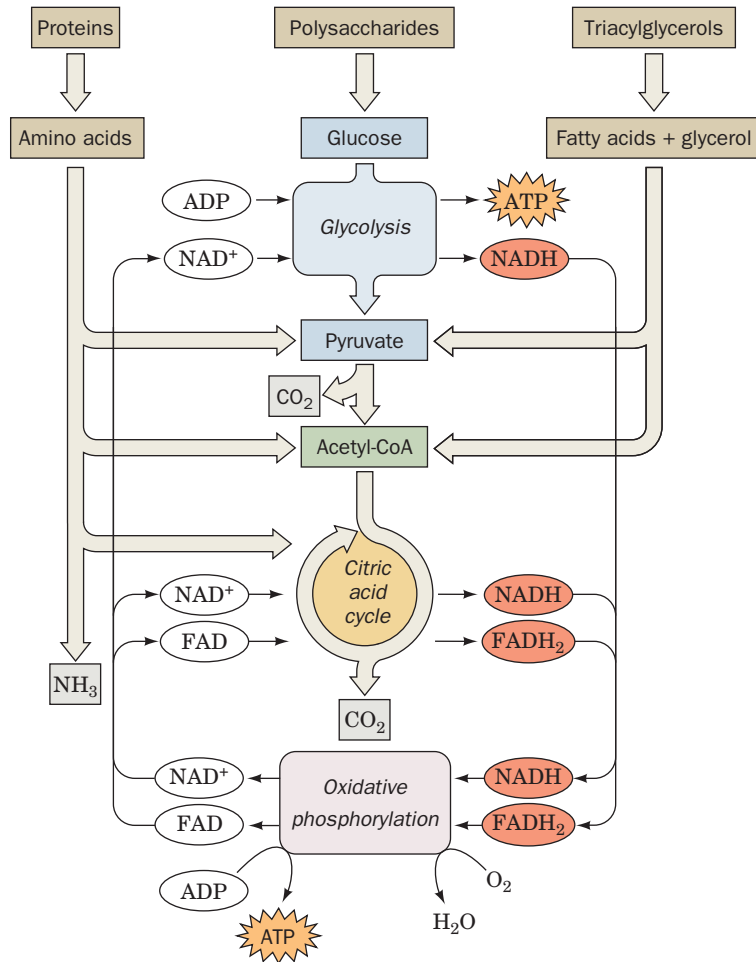 Proteins
Polysaccharides
Triacylglycerols
Amino acids
Glucose
Fatty acids + glycerol
ADP
Glycolysis
ATP
NAD⁺
NADH
Pyruvate
CO₂
Acetyl-CoA
NAD⁺
Citric
acid
cycle
NADH
FAD
FADH₂
NH₃
CO₂
NAD⁺
Oxidative
phosphorylation
NADH
FAD
FADH₂
ADP
O₂
ATP
H₂O